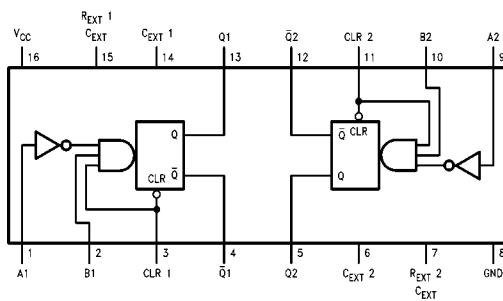 REXT 1
VCC CEXT CEXT 1 Q1 Q̅2 CLR 2 B2 A2
16 15 14 13 12 11 10 9
Q Q̅ CLR
CLR Q̅ Q
1 2 3 4 5 6 7 8
A1 B1 CLR 1 Q̅1 Q2 CEXT 2 REXT 2 GND
CEXT